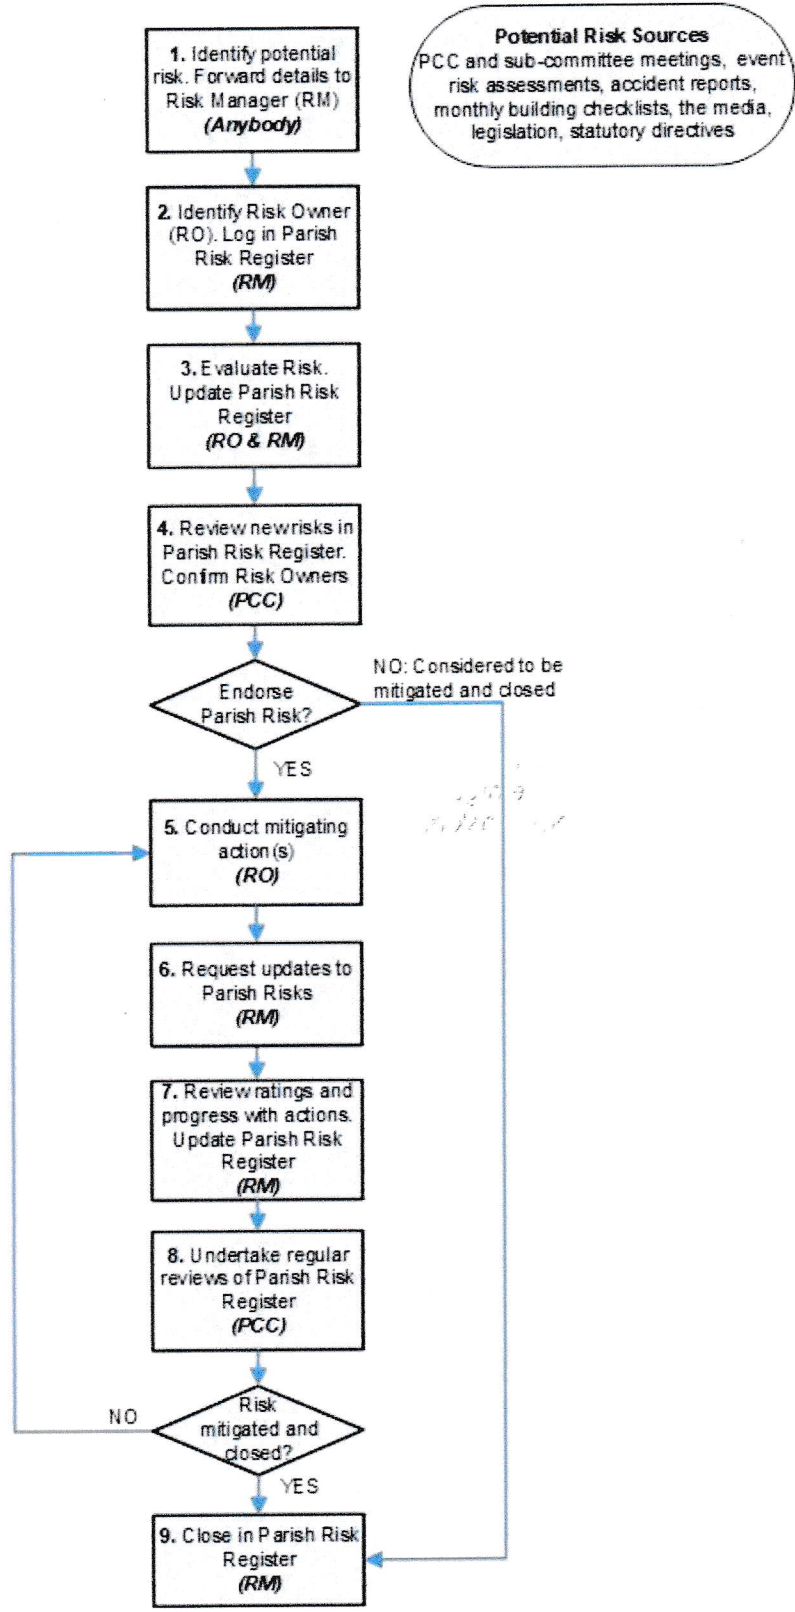 1. Identify potential
risk. Forward details to
Risk Manager (RM)
(Anybody)
Potential Risk Sources
PCC and sub-committee meetings, event
risk assessments, accident reports,
monthly building checklists, the media,
legislation, statutory directives
2. Identify Risk Owner
(RO). Log in Parish
Risk Register
(RM)
3. Evaluate Risk.
Update Parish Risk
Register
(RO & RM)
4. Review new risks in
Parish Risk Register.
Confirm Risk Owners
(PCC)
Endorse
Parish Risk?
NO: Considered to be
mitigated and closed
YES
5. Conduct mitigating
action(s)
(RO)
6. Request updates to
Parish Risks
(RM)
7. Review ratings and
progress with actions.
Update Parish Risk
Register
(RM)
8. Undertake regular
reviews of Parish Risk
Register
(PCC)
Risk
mitigated and
closed?
NO
YES
9. Close in Parish Risk
Register
(RM)